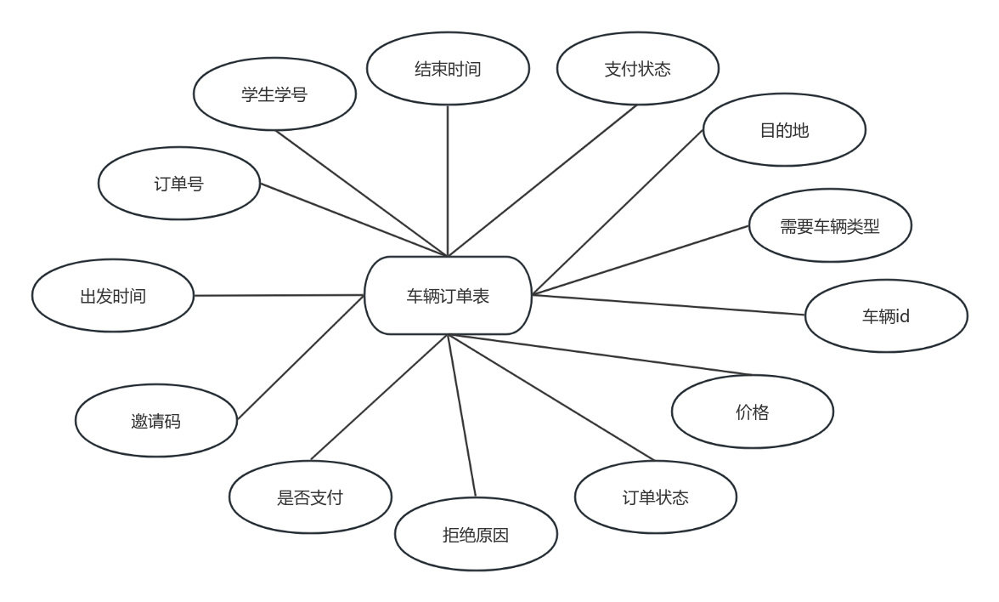 结束时间
支付状态
学生学号
目的地
订单号
需要车辆类型
出发时间
车辆订单表
车辆id
价格
邀请码
是否支付
订单状态
拒绝原因